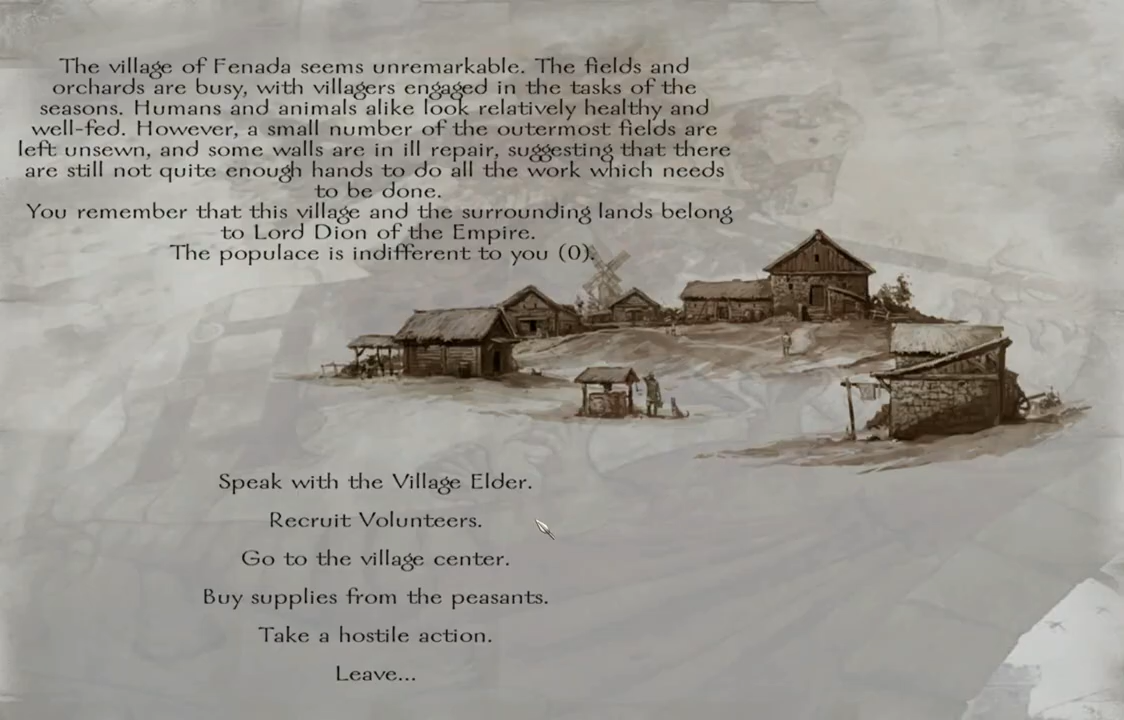 The village of Fenada seems unremarkable. The fields and
orchards are busy, with villagers engaged in the tasks of the
seasons. Humans and animals alike look relatively healthy and
well-fed. However, a small number of the outermost fields are
left unsewn, and some walls are in ill repair, suggesting that there
are still not quite enough hands to do all the work which needs
to be done.
You remember that this village and the surrounding lands belong
to Lord Dion of the Empire.
The populace is indifferent to you (0).
Speak with the Village Elder.
Recruit Volunteers.
Go to the village center.
Buy supplies from the peasants.
Take a hostile action.
Leave...